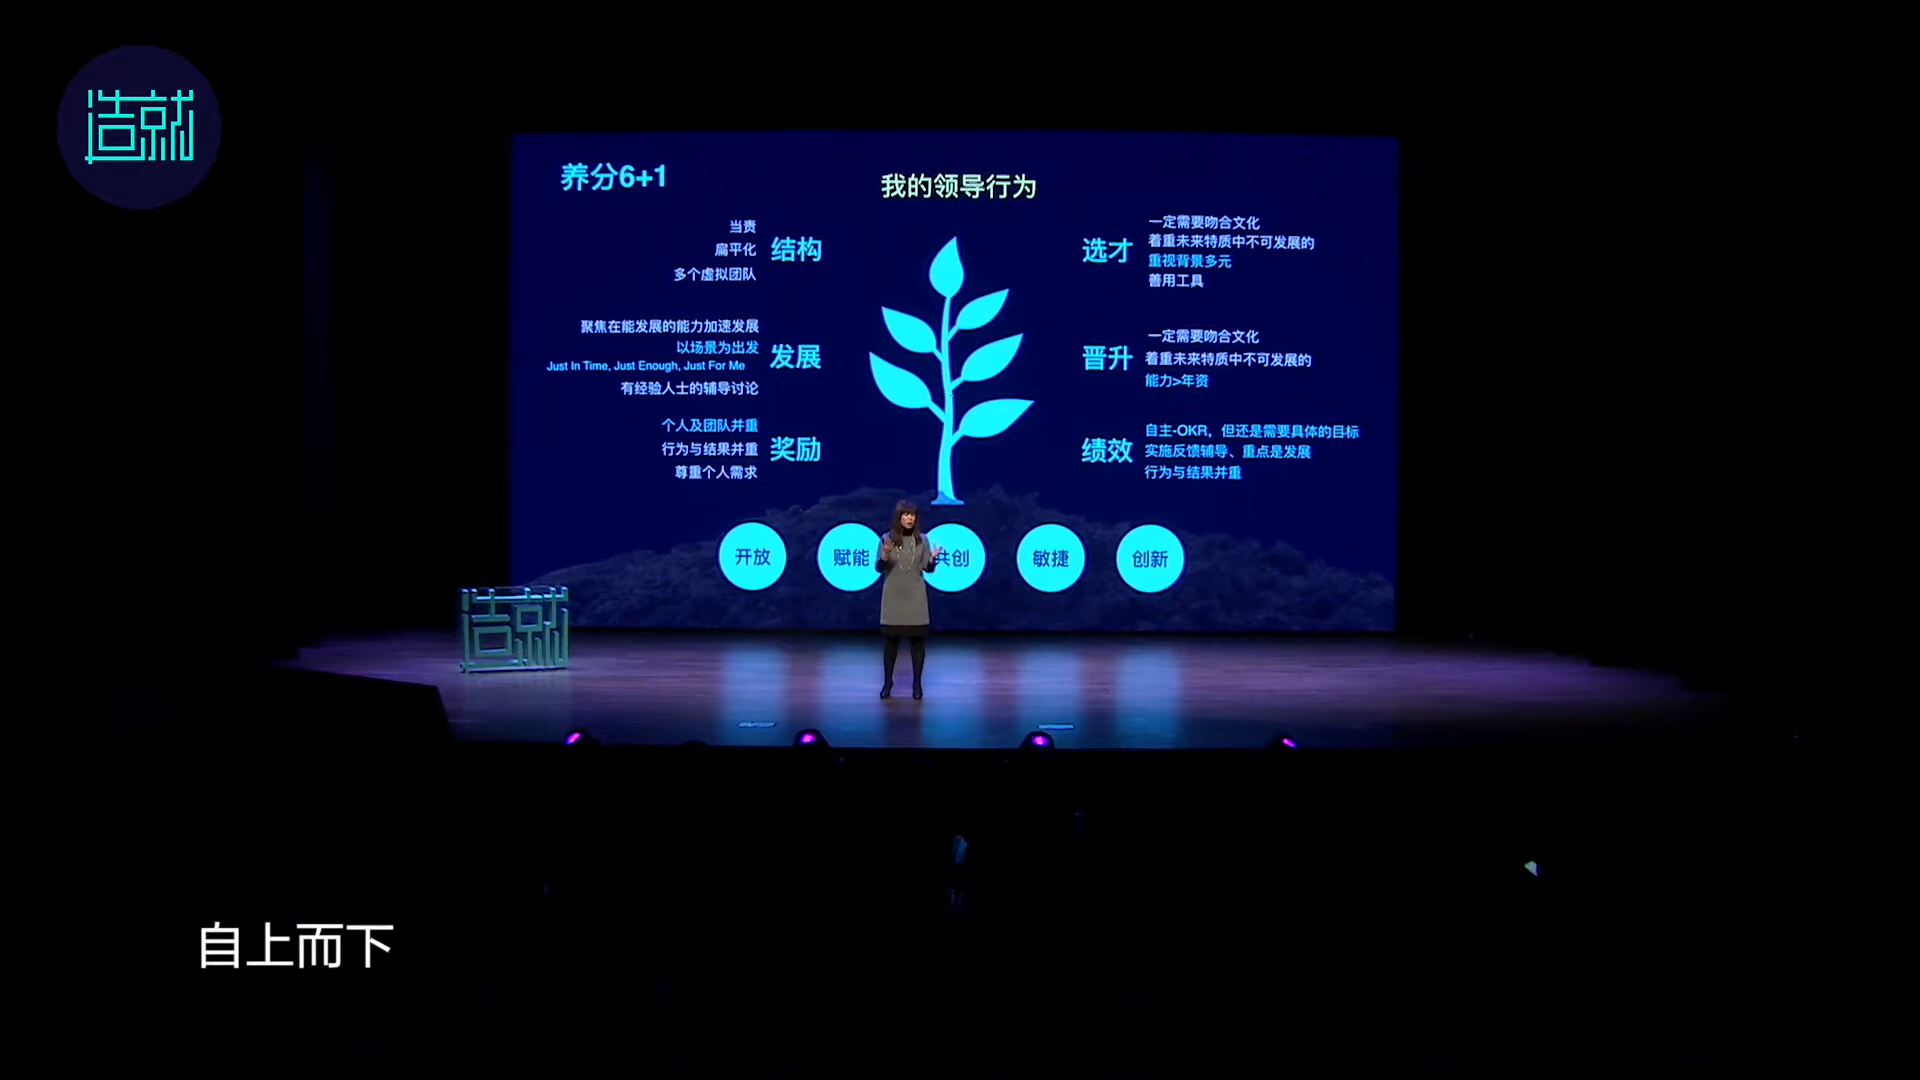 造就
养分6+1
我的领导行为
当责
扁平化
多个虚拟团队
结构
聚焦在能发展的能力加速发展
以场景为出发
Just In Time, Just Enough, Just For Me
有经验人士的辅导讨论
发展
个人及团队并重
行为与结果并重
尊重个人需求
奖励
选才
一定需要吻合文化
着重未来特质中不可发展的
重视背景多元
善用工具
晋升
一定需要吻合文化
着重未来特质中不可发展的
能力>年资
绩效
自主-OKR，但还是需要具体的目标
实施反馈辅导、重点是发展
行为与结果并重
开放
赋能
共创
敏捷
创新
造就
自上而下